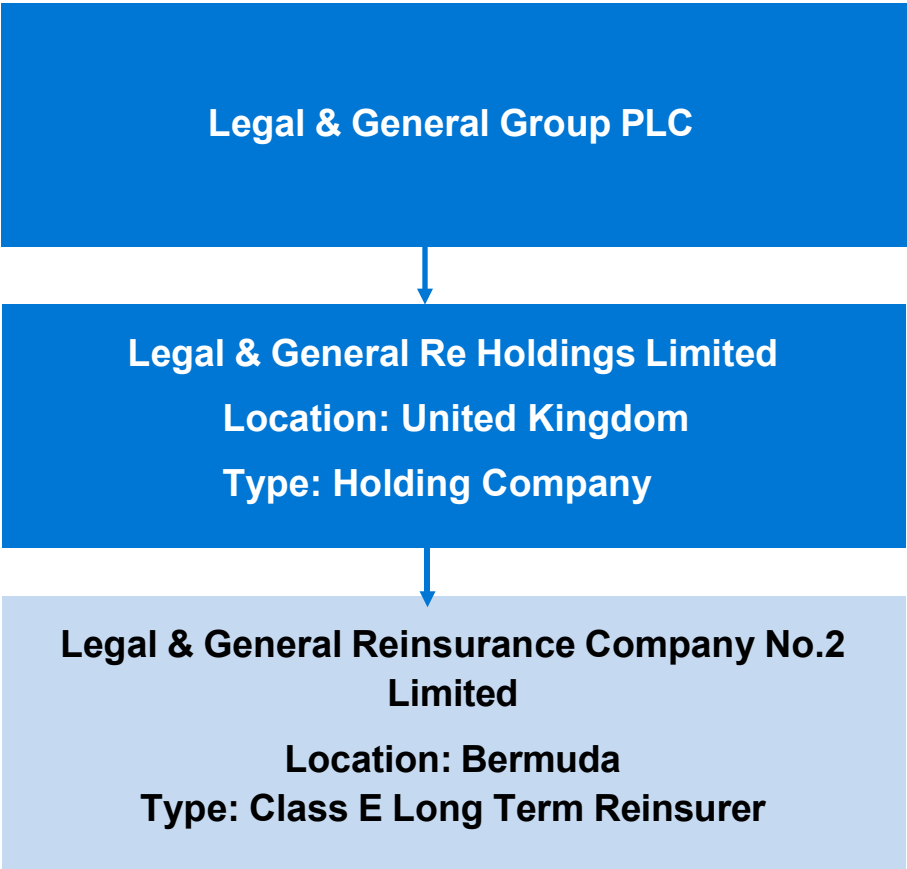 Legal & General Group PLC
Legal & General Re Holdings Limited
Location: United Kingdom
Type: Holding Company
Legal & General Reinsurance Company No.2
Limited
Location: Bermuda
Type: Class E Long Term Reinsurer